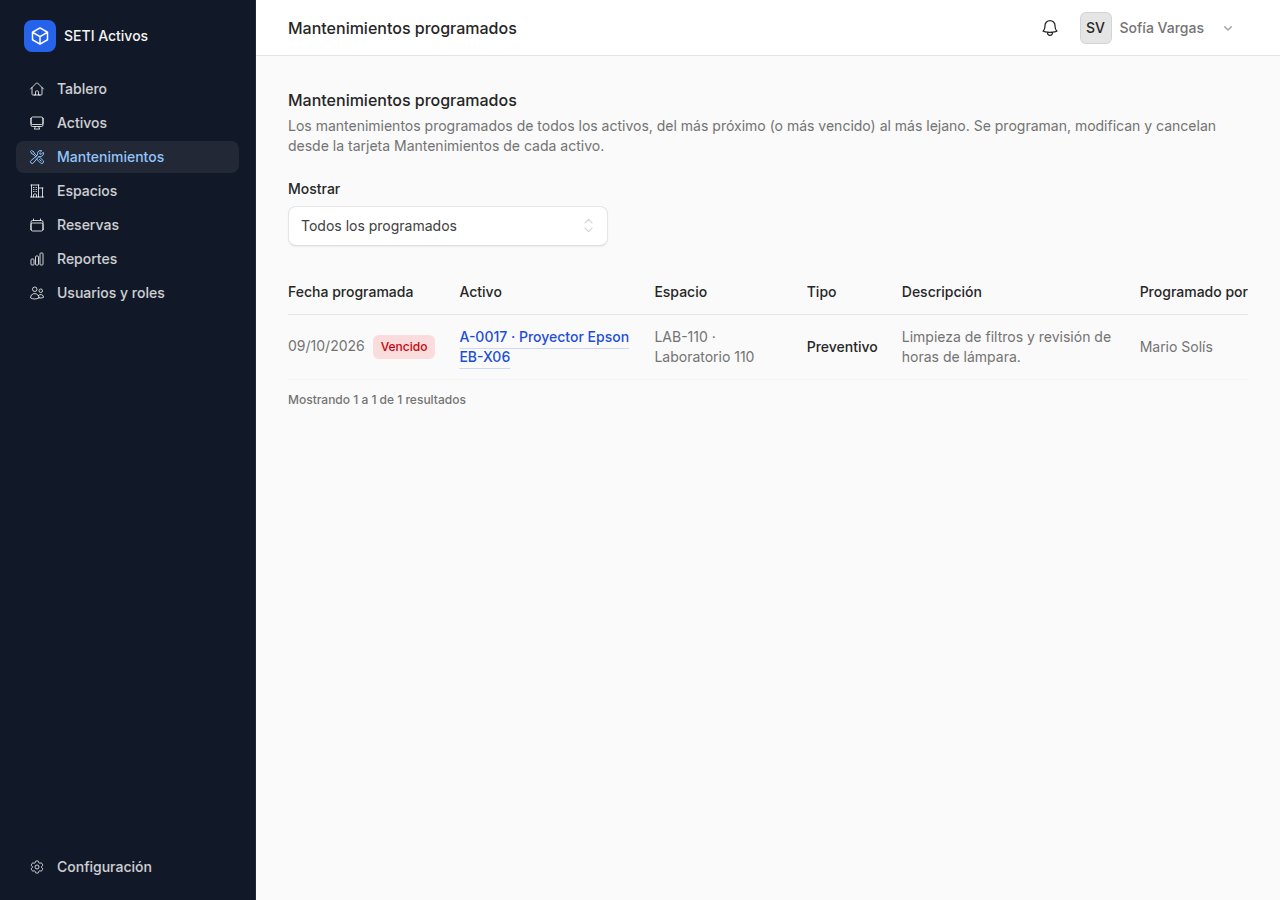 SETI Activos
Tablero
Activos
Mantenimientos
Espacios
Reservas
Reportes
Usuarios y roles
Configuración
Mantenimientos programados
SV Sofía Vargas
Mantenimientos programados
Los mantenimientos programados de todos los activos, del más próximo (o más vencido) al más lejano. Se programan, modifican y cancelan
desde la tarjeta Mantenimientos de cada activo.
Mostrar
Todos los programados
Fecha programada Activo Espacio Tipo Descripción Programado por
09/10/2026 Vencido A-0017 · Proyector Epson EB-X06 LAB-110 · Laboratorio 110 Preventivo Limpieza de filtros y revisión de horas de lámpara. Mario Solís
Mostrando 1 a 1 de 1 resultados